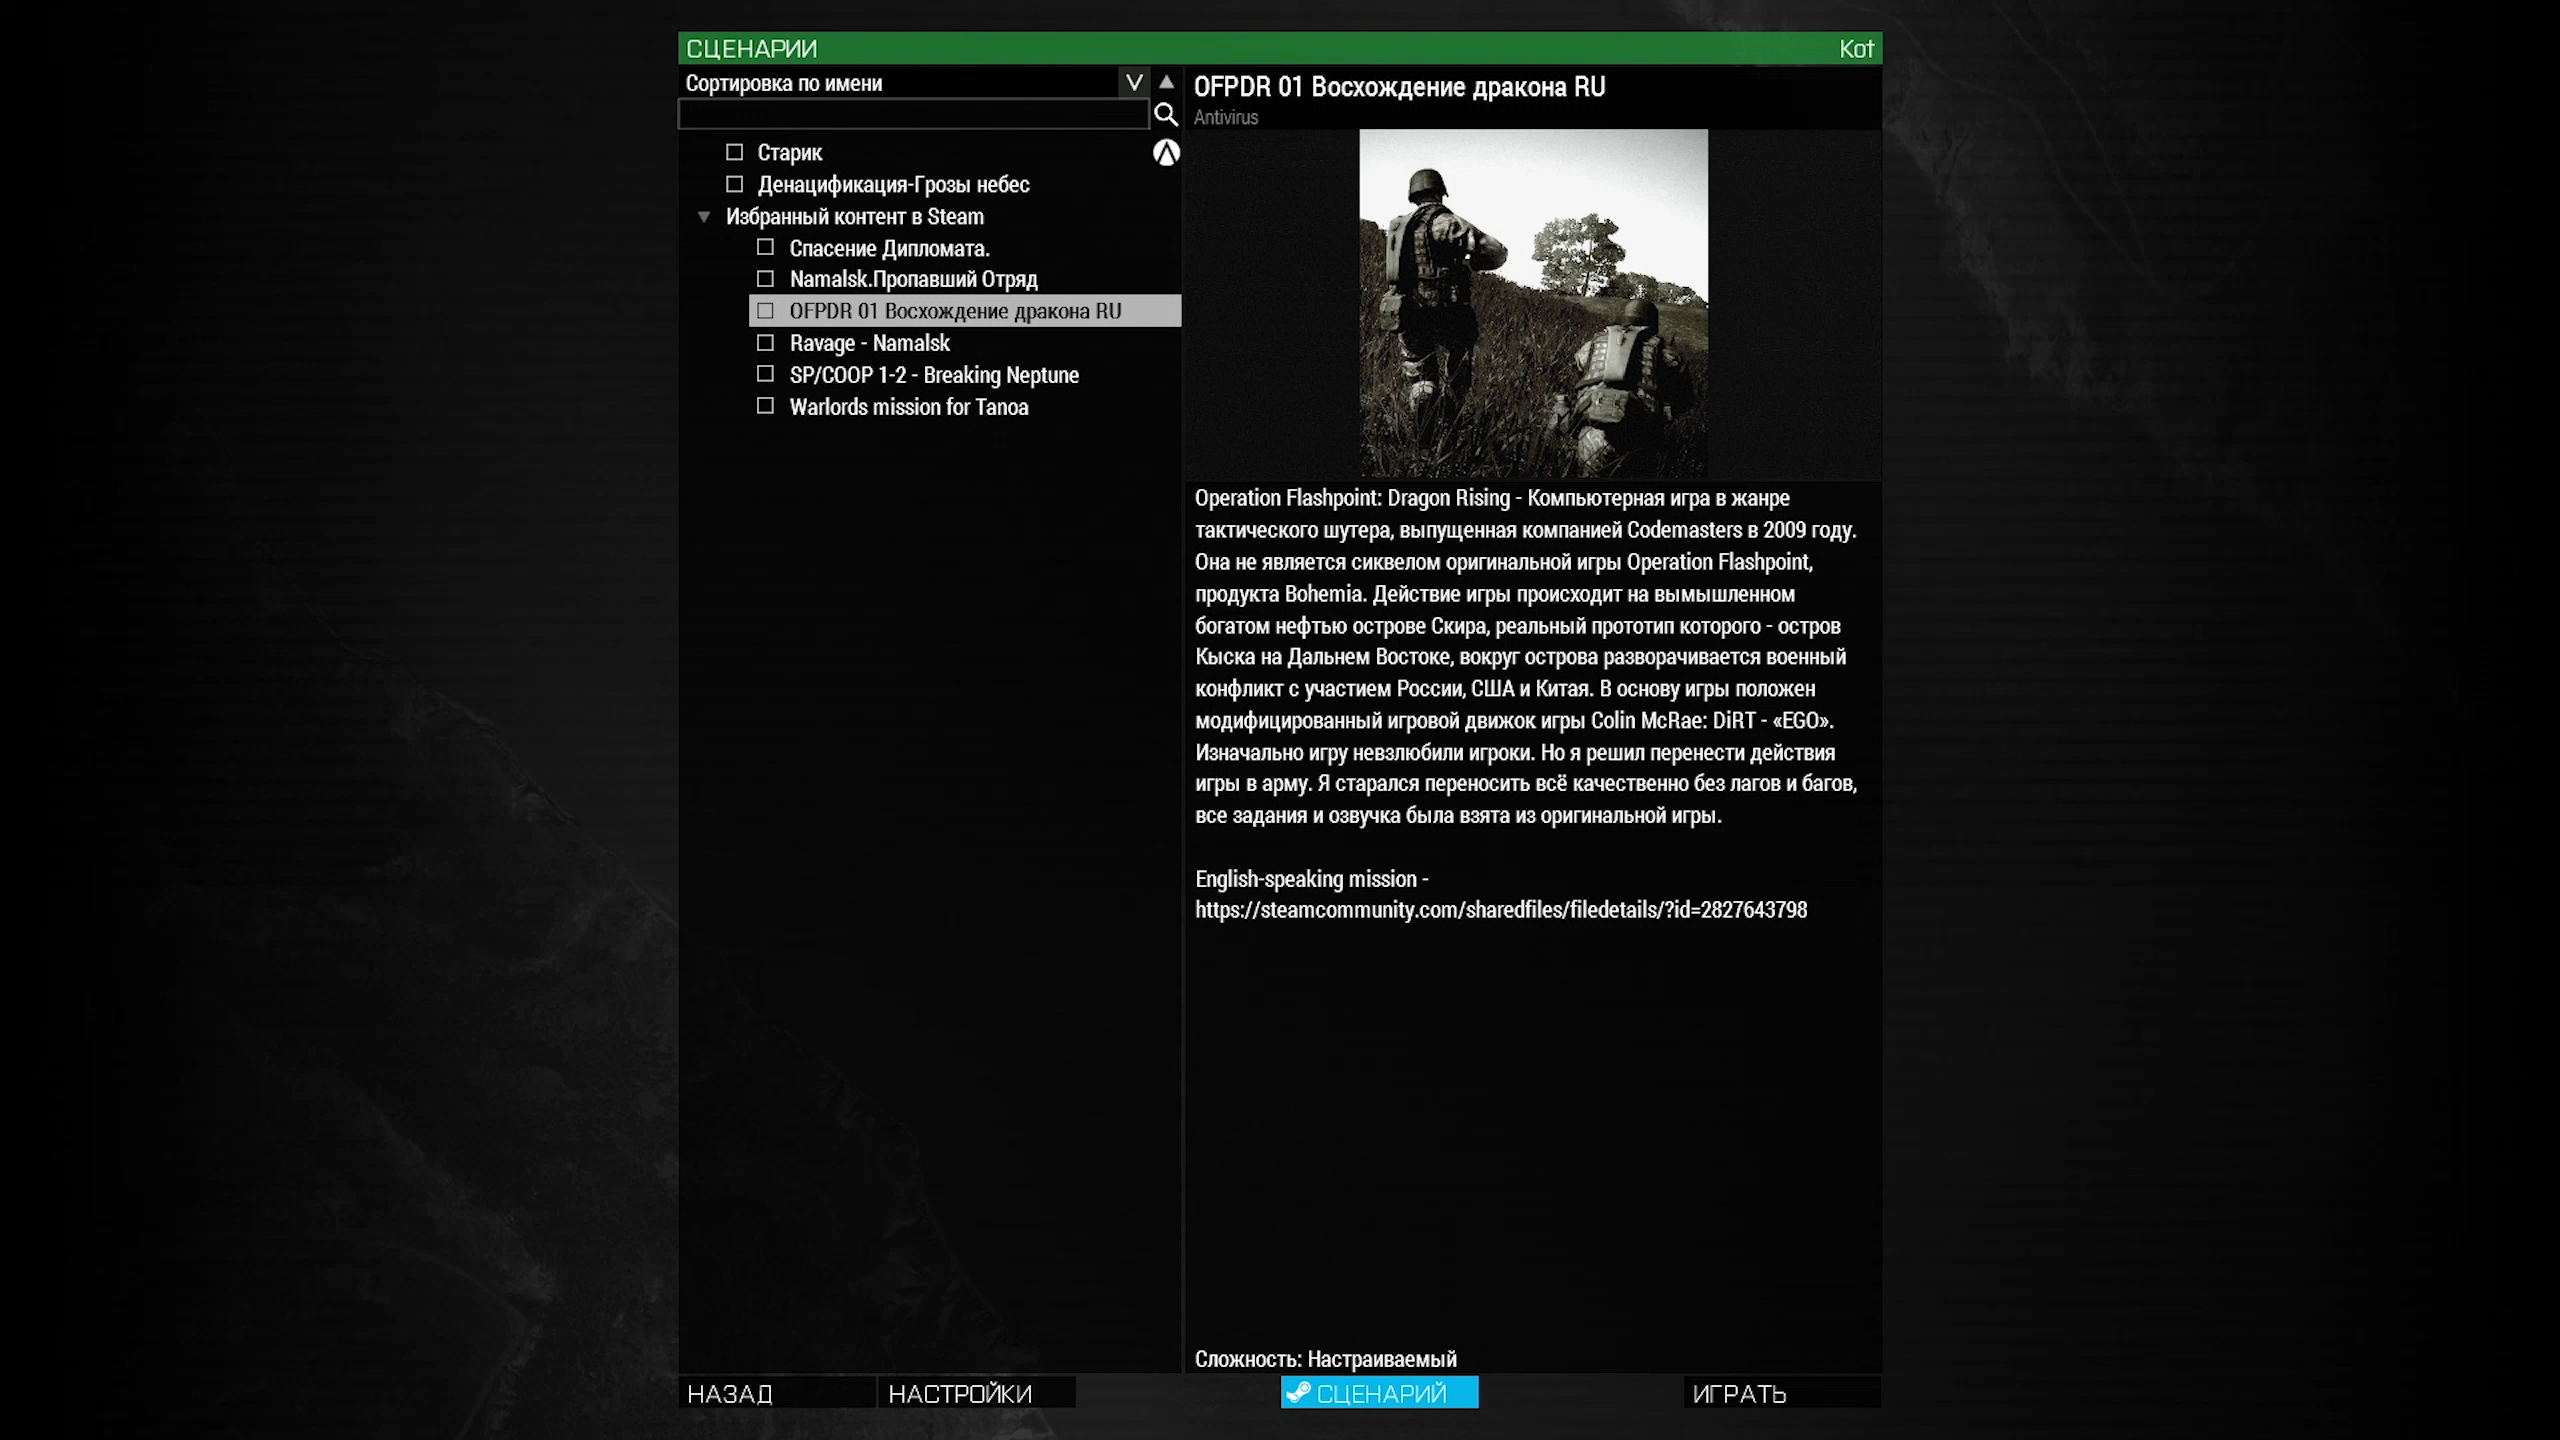 СЦЕНАРИИ
Kot
Сортировка по имени
Старик
Денацификация-Грозы небес
Избранный контент в Steam
Спасение Дипломата.
Namalsk.Пропавший Отряд
OFPDR 01 Восхождение дракона RU
Ravage - Namalsk
SP/COOP 1-2 - Breaking Neptune
Warlords mission for Tanoa
OFPDR 01 Восхождение дракона RU
Antivirus
Operation Flashpoint: Dragon Rising - Компьютерная игра в жанре
тактического шутера, выпущенная компанией Codemasters в 2009 году.
Она не является сиквелом оригинальной игры Operation Flashpoint,
продукта Bohemia. Действие игры происходит на вымышленном
богатом нефтью острове Скира, реальный прототип которого - остров
Кыска на Дальнем Востоке, вокруг острова разворачивается военный
конфликт с участием России, США и Китая. В основу игры положен
модифицированный игровой движок игры Colin McRae: DiRT - «EGO».
Изначально игру невзлюбили игроки. Но я решил перенести действия
игры в арму. Я старался переносить всё качественно без лагов и багов,
все задания и озвучка была взята из оригинальной игры.
English-speaking mission -
https://steamcommunity.com/sharedfiles/filedetails/?id=2827643798
Сложность: Настраиваемый
НАЗАД
НАСТРОЙКИ
СЦЕНАРИЙ
ИГРАТЬ